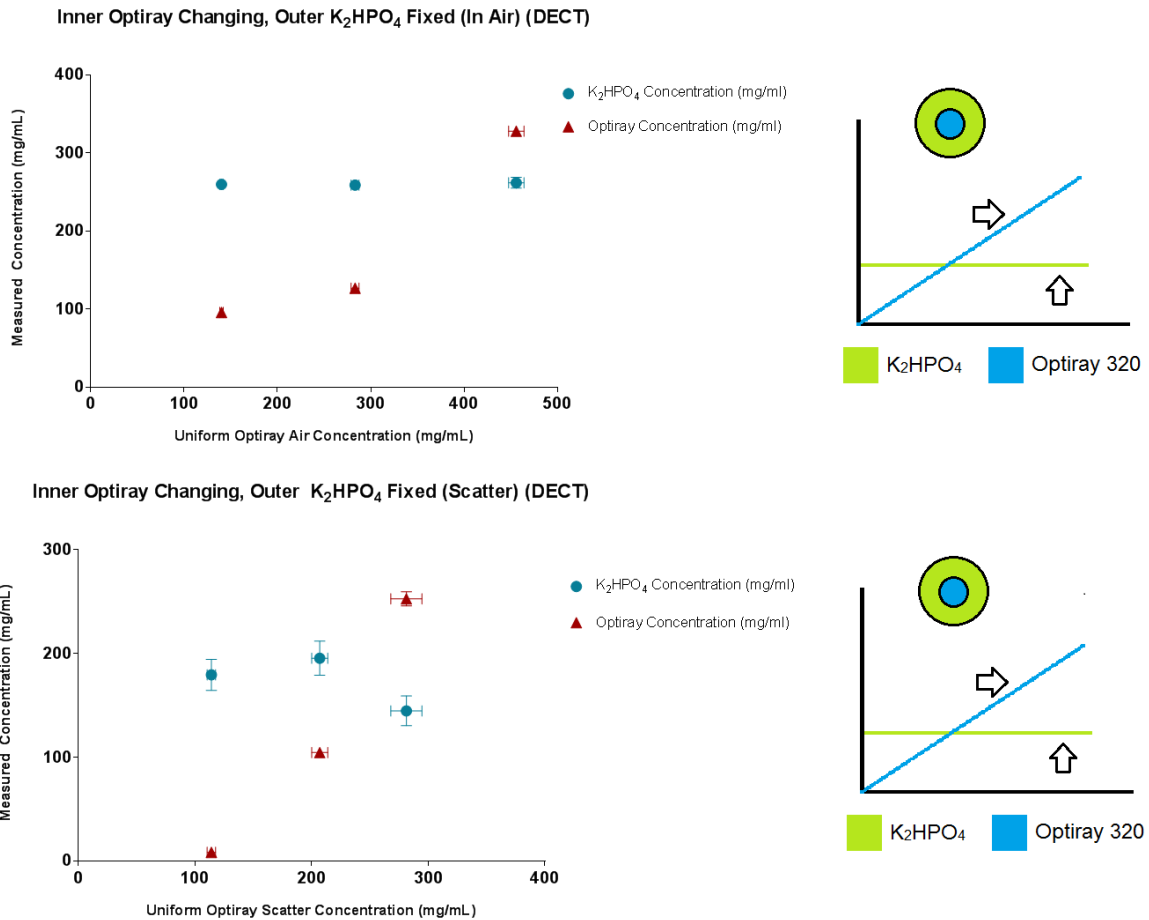 Inner Optiray Changing, Outer K₂HPO₄ Fixed (In Air) (DECT)
Measured Concentration (mg/mL)
400
300
200
100
0
0 100 200 300 400 500
Uniform Optiray Air Concentration (mg/mL)
K₂HPO₄ Concentration (mg/ml)
Optiray Concentration (mg/ml)
K₂HPO₄ Optiray 320
Inner Optiray Changing, Outer K₂HPO₄ Fixed (Scatter) (DECT)
Measured Concentration (mg/mL)
300
200
100
0
0 100 200 300 400
Uniform Optiray Scatter Concentration (mg/mL)
K₂HPO₄ Concentration (mg/ml)
Optiray Concentration (mg/ml)
K₂HPO₄ Optiray 320